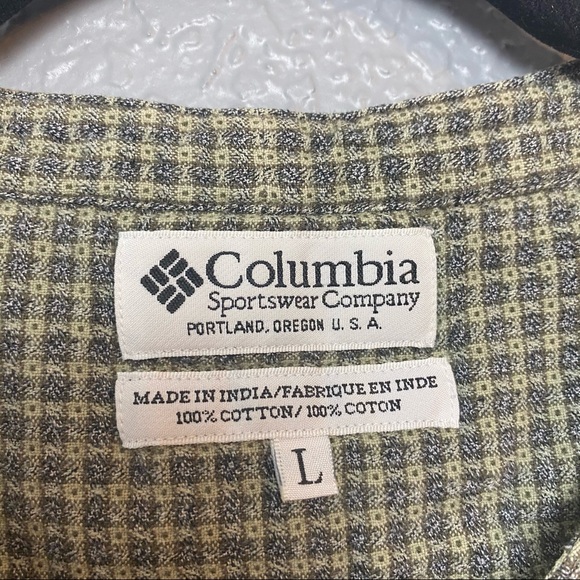 Columbia
Sportswear Company
PORTLAND, OREGON U. S. A.
MADE IN INDIA/FABRIQUE EN INDE
100% COTTON/ 100% COTON
L